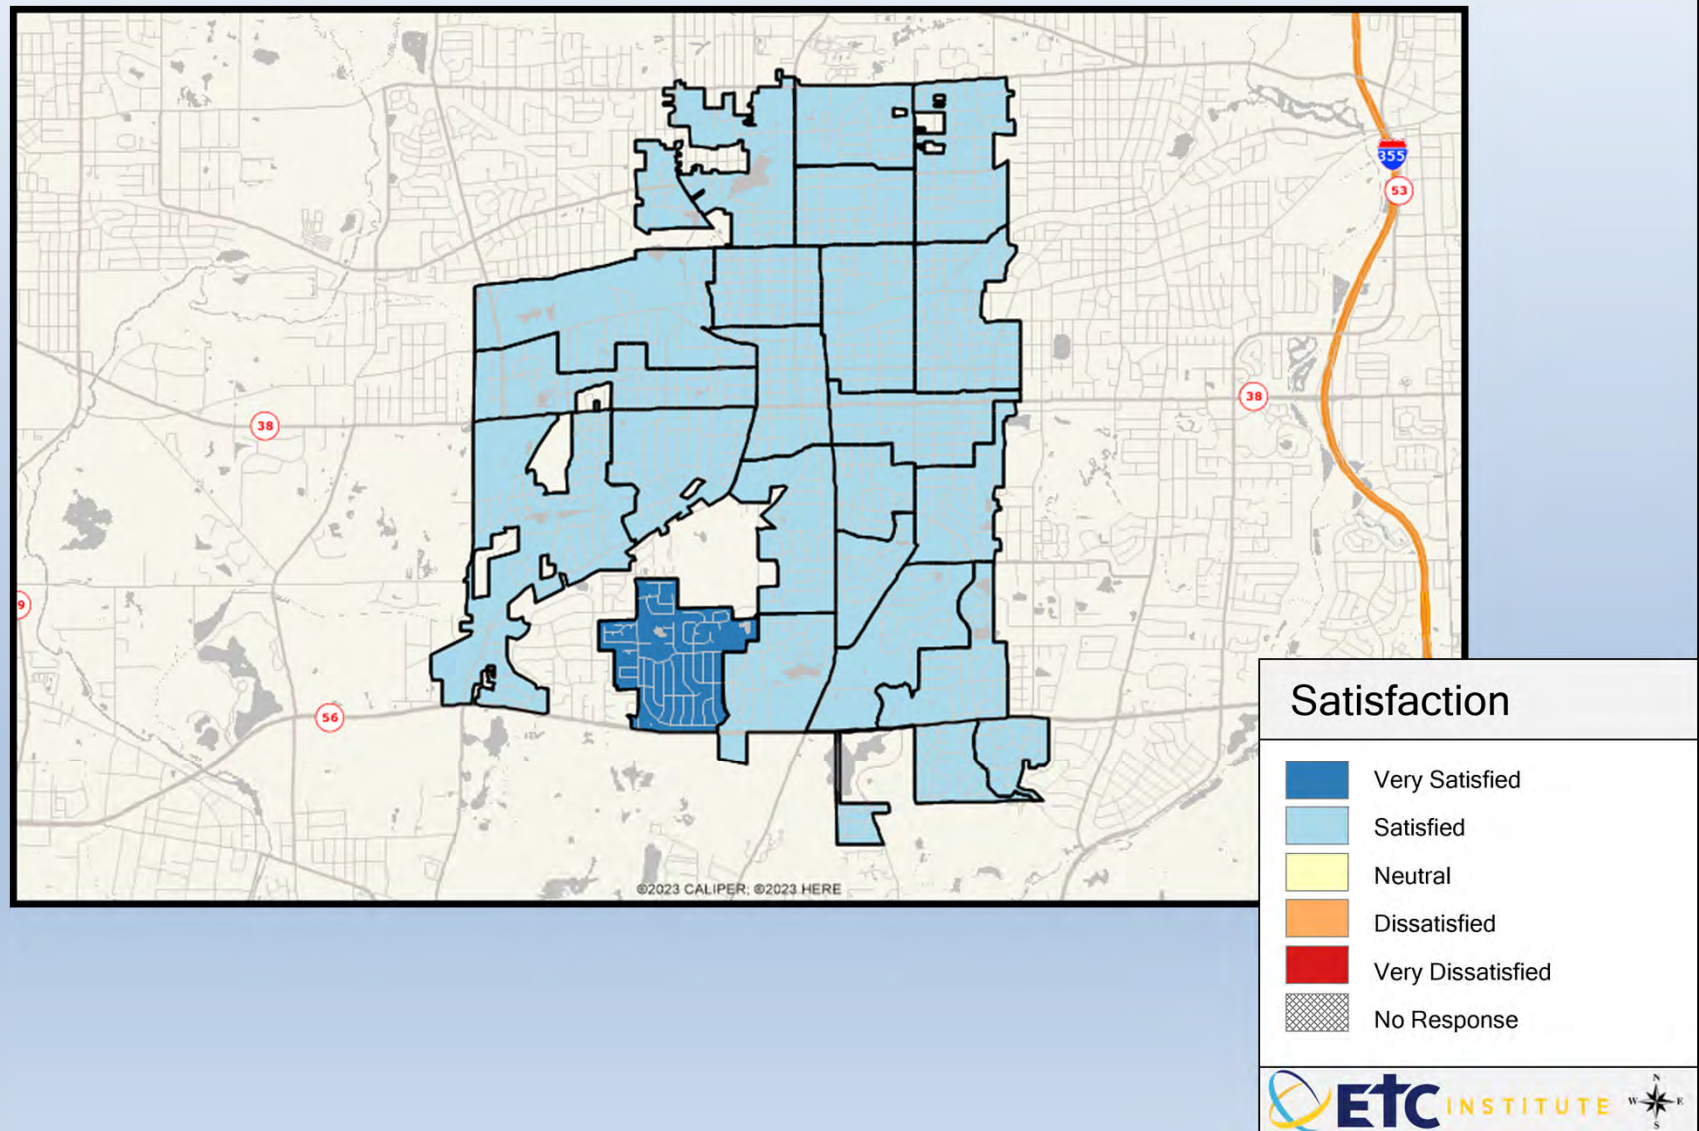 355
53
38
38
9
56
©2023 CALIPER; ©2023 HERE
Satisfaction
Very Satisfied
Satisfied
Neutral
Dissatisfied
Very Dissatisfied
No Response
ETC INSTITUTE
N
W E
S